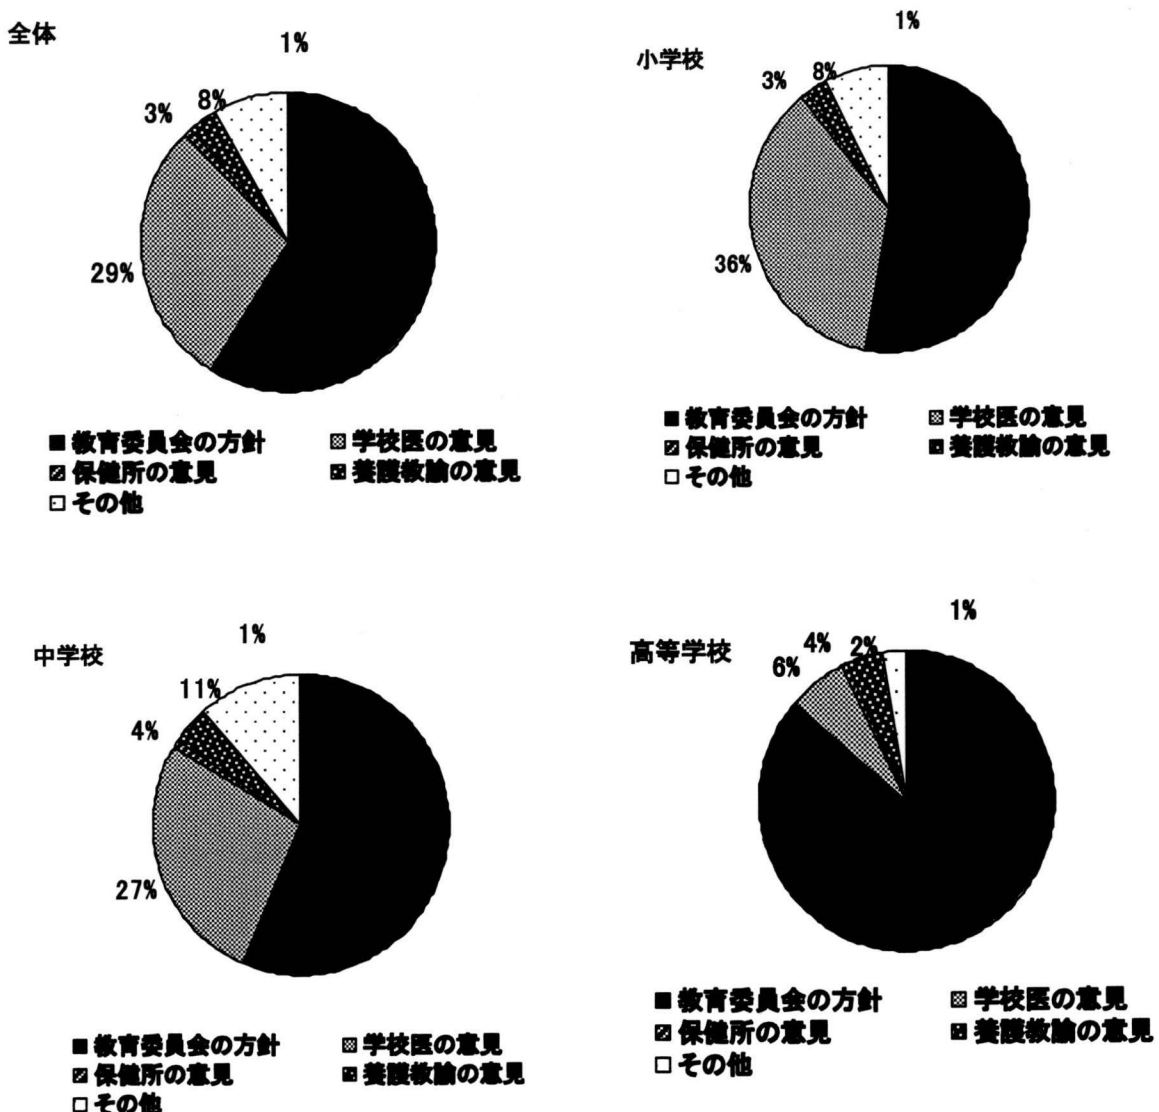 全体
1%
3%
8%
29%
■ 教育委員会の方針
学校医の意見
保健所の意見
養護教諭の意見
□ その他
小学校
1%
3%
8%
36%
■ 教育委員会の方針
学校医の意見
保健所の意見
養護教諭の意見
□ その他
中学校
1%
11%
4%
27%
■ 教育委員会の方針
学校医の意見
保健所の意見
養護教諭の意見
□ その他
高等学校
1%
4%
2%
6%
■ 教育委員会の方針
学校医の意見
保健所の意見
養護教諭の意見
□ その他